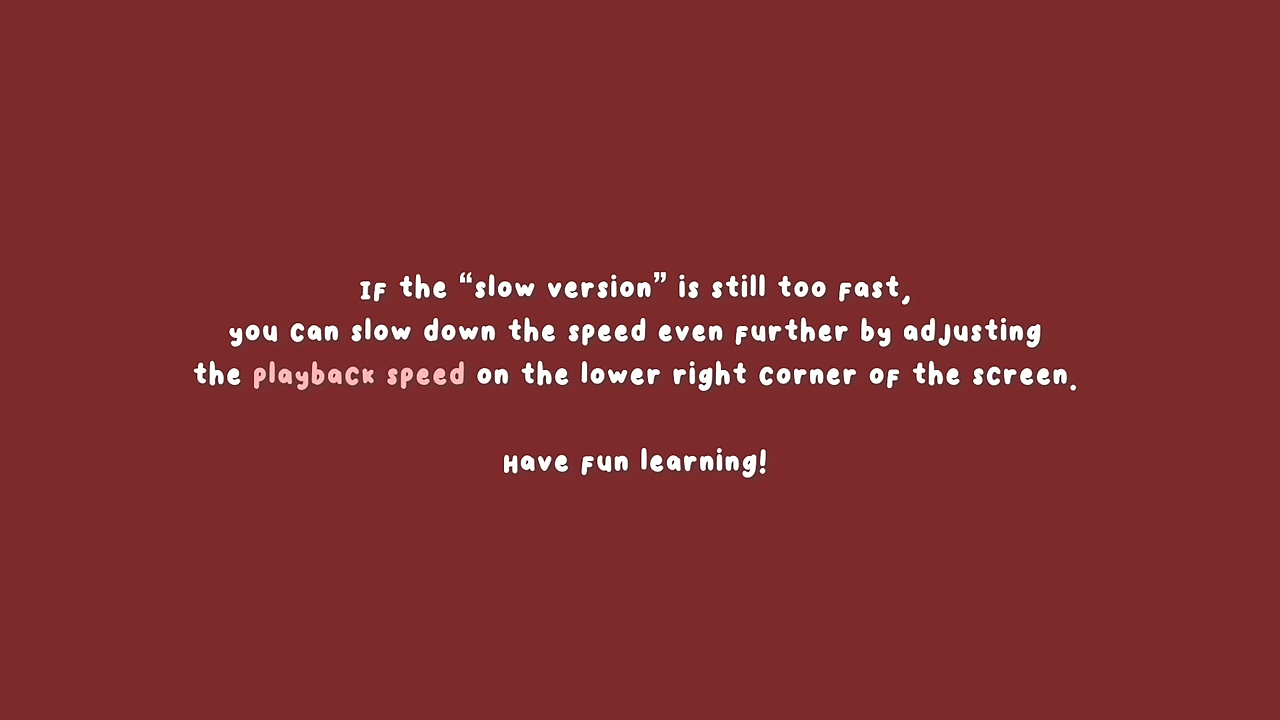 If the “slow version” is still too fast,
you can slow down the speed even further by adjusting
the playback speed on the lower right corner of the screen.
Have fun learning!